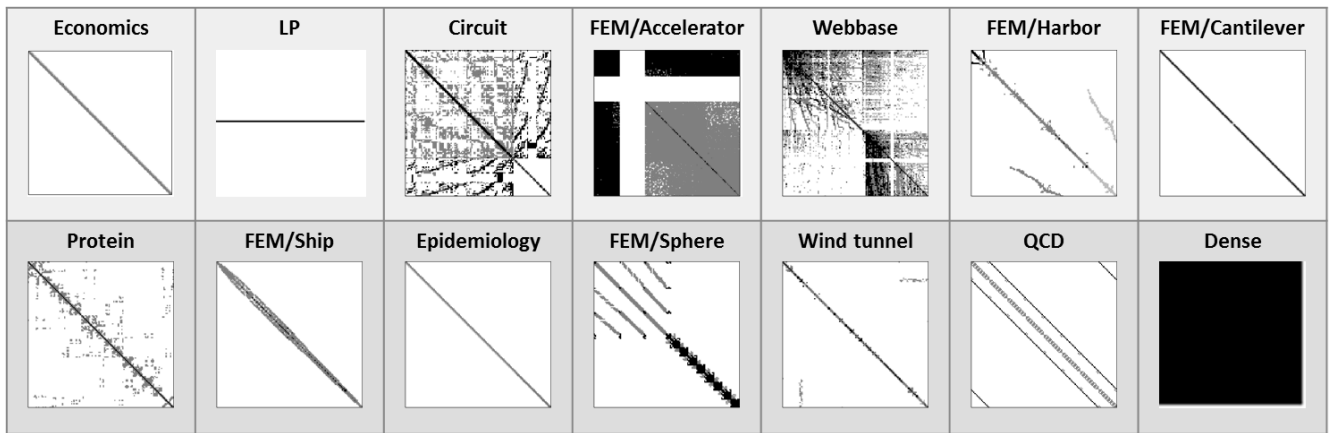 Economics
LP
Circuit
FEM/Accelerator
Webbase
FEM/Harbor
FEM/Cantilever
Protein
FEM/Ship
Epidemiology
FEM/Sphere
Wind tunnel
QCD
Dense